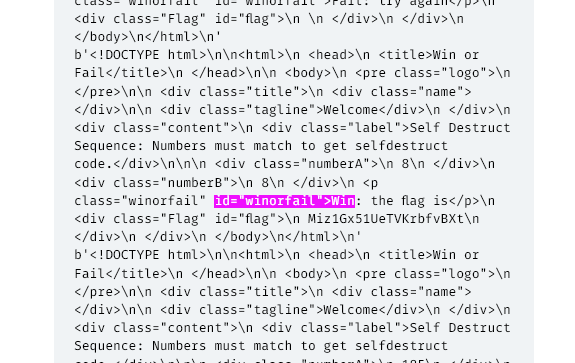 class="winorfail" id="winorfail">Fail: try again</p>\n
<div class="Flag" id="flag">\n \n </div>\n </div>\n
</body>\n</html>\n'
b'<!DOCTYPE html>\n\n<html>\n <head>\n <title>Win or
Fail</title>\n </head>\n\n <body>\n <pre class="logo">\n
</pre>\n\n <div class="title">\n <div class="name">
</div>\n\n <div class="tagline">Welcome</div>\n </div>\n
<div class="content">\n <div class="label">Self Destruct
Sequence: Numbers must match to get selfdestruct
code.</div>\n\n\n <div class="numberA">\n 8\n </div>\n
<div class="numberB">\n 8\n </div>\n <p
class="winorfail" id="winorfail">Win: the flag is</p>\n
<div class="Flag" id="flag">\n Miz1Gx51UeTVKrbfvBXt\n
</div>\n </div>\n </body>\n</html>\n'
b'<!DOCTYPE html>\n\n<html>\n <head>\n <title>Win or
Fail</title>\n </head>\n\n <body>\n <pre class="logo">\n
</pre>\n\n <div class="title">\n <div class="name">
</div>\n\n <div class="tagline">Welcome</div>\n </div>\n
<div class="content">\n <div class="label">Self Destruct
Sequence: Numbers must match to get selfdestruct